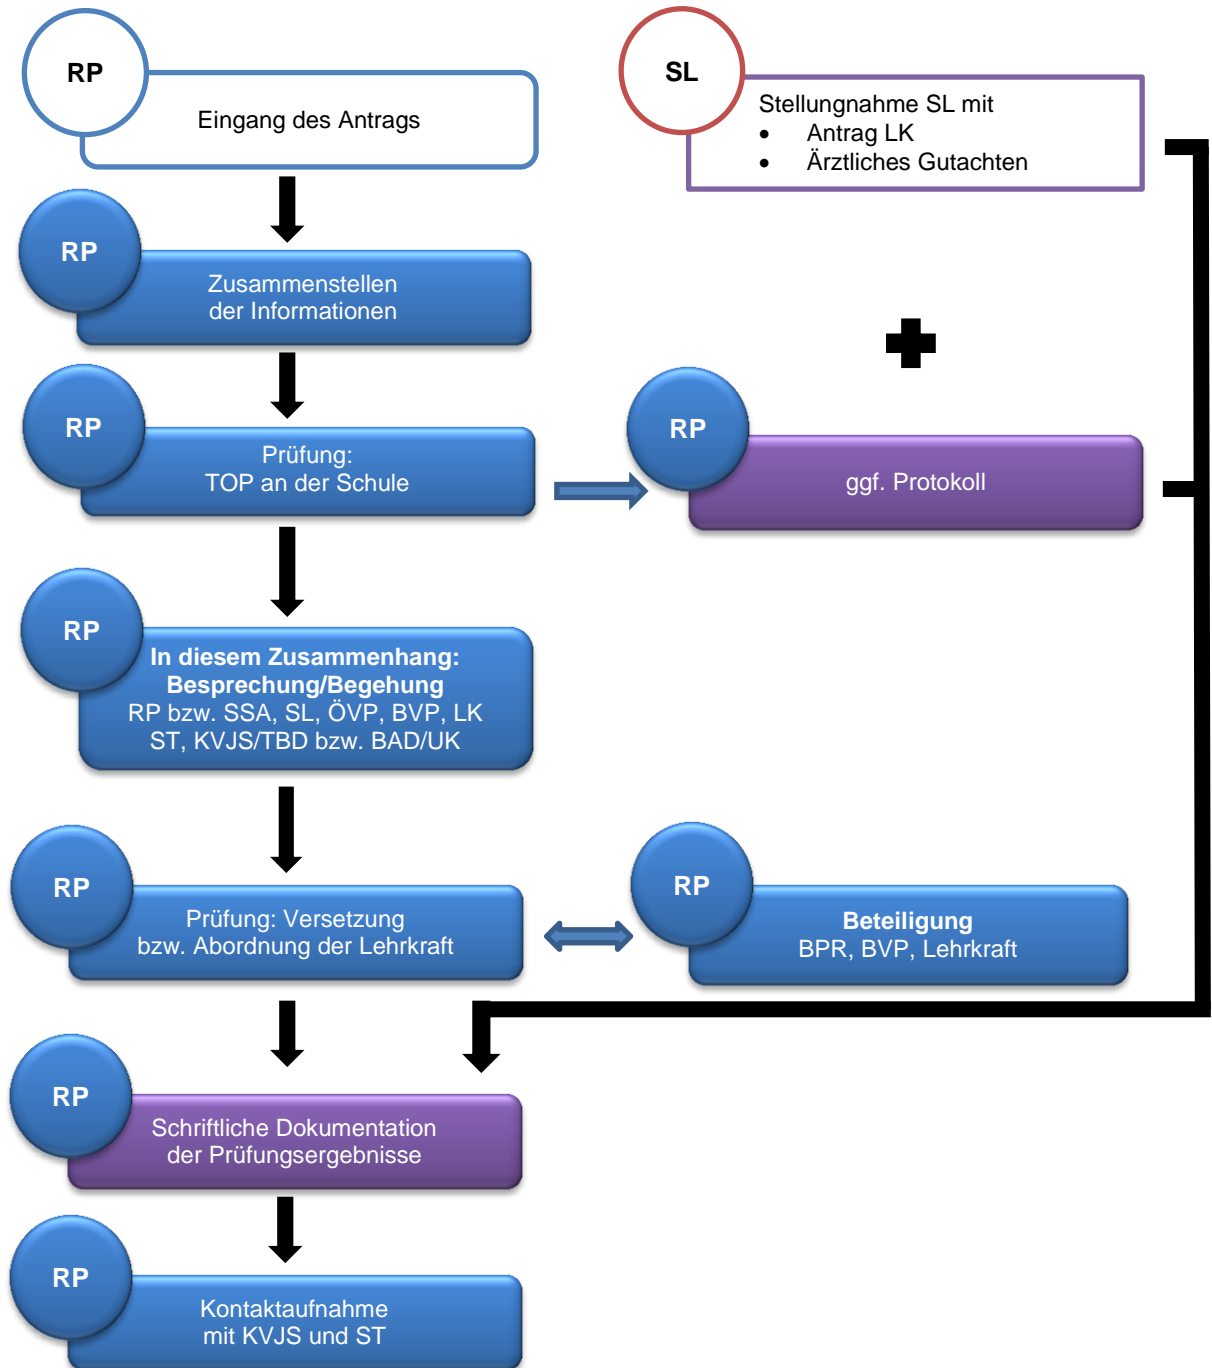 RP
Eingang des Antrags
SL
Stellungnahme SL mit
• Antrag LK
• Ärztliches Gutachten
RP
Zusammenstellen
der Informationen
RP
Prüfung:
TOP an der Schule
RP
ggf. Protokoll
RP
In diesem Zusammenhang:
Besprechung/Begehung
RP bzw. SSA, SL, ÖVP, BVP, LK
ST, KVJS/TBD bzw. BAD/UK
RP
Prüfung: Versetzung
bzw. Abordnung der Lehrkraft
RP
Beteiligung
BPR, BVP, Lehrkraft
RP
Schriftliche Dokumentation
der Prüfungsergebnisse
RP
Kontaktaufnahme
mit KVJS und ST